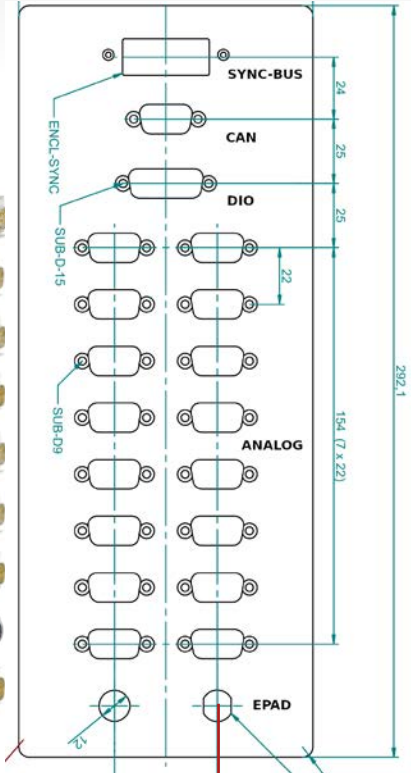 SYNC-BUS
24
CAN
25
ENCL-SYNC
DIO
25
SUB-D-15
22
292,1
SUB-D9
154 (7 x 22)
ANALOG
EPAD
12